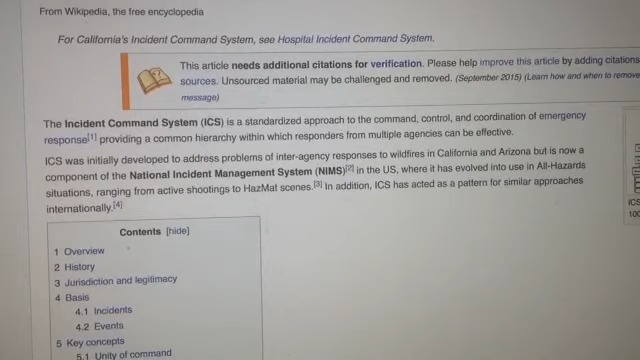 From Wikipedia, the free encyclopedia
For California's Incident Command System, see Hospital Incident Command System.
This article needs additional citations for verification. Please help improve this article by adding citations
sources. Unsourced material may be challenged and removed. (September 2015) (Learn how and when to remove
message)
The Incident Command System (ICS) is a standardized approach to the command, control, and coordination of emergency
response[1] providing a common hierarchy within which responders from multiple agencies can be effective.
ICS was initially developed to address problems of inter-agency responses to wildfires in California and Arizona but is now a
component of the National Incident Management System (NIMS)[2] in the US, where it has evolved into use in All-Hazards
situations, ranging from active shootings to HazMat scenes.[3] In addition, ICS has acted as a pattern for similar approaches
internationally.[4]
ICS
100
Contents [hide]
1 Overview
2 History
3 Jurisdiction and legitimacy
4 Basis
4.1 Incidents
4.2 Events
5 Key concepts
5.1 Unity of command